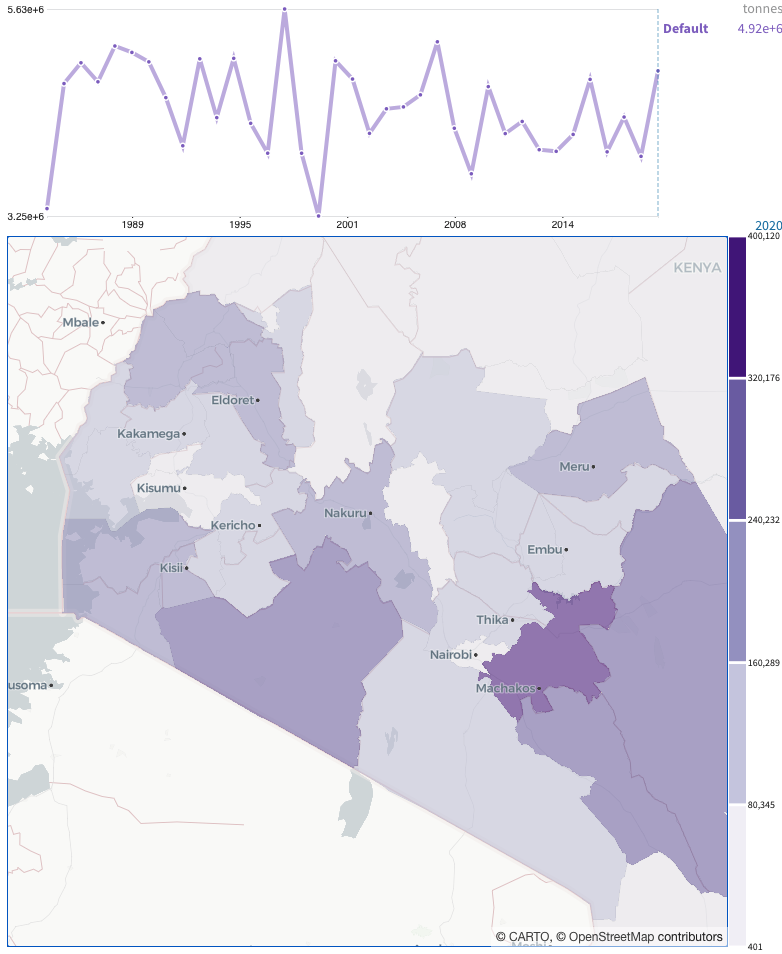 5.63e+6
tonnes
Default 4.92e+6
3.25e+6
1989 1995 2001 2008 2014
2020
400,120
KENYA
Mbale
320,176
Eldoret
Kakamega
Meru
Kisumu
Nakuru
Kericho
240,232
Embu
Kisii
Thika
Nairobi
160,289
usoma
Machakos
80,345
© CARTO, © OpenStreetMap contributors
401